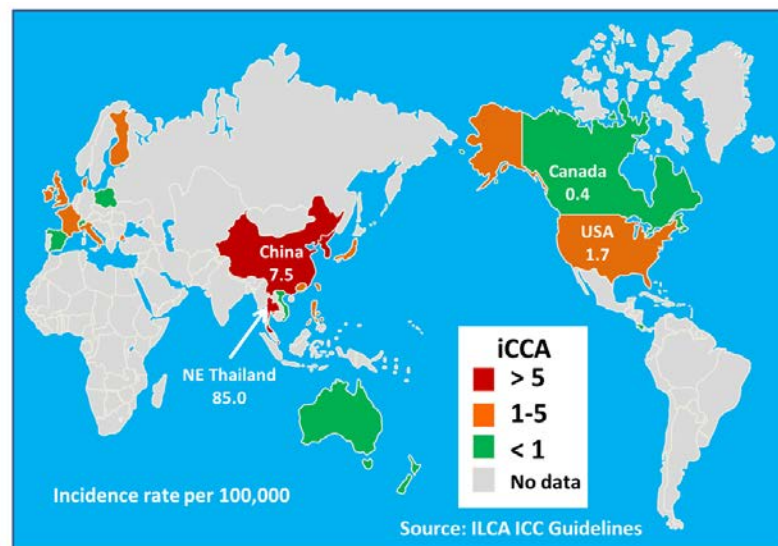 China
7.5
NE Thailand
85.0
Canada
0.4
USA
1.7
iCCA
> 5
1-5
< 1
No data
Incidence rate per 100,000
Source: ILCA ICC Guidelines